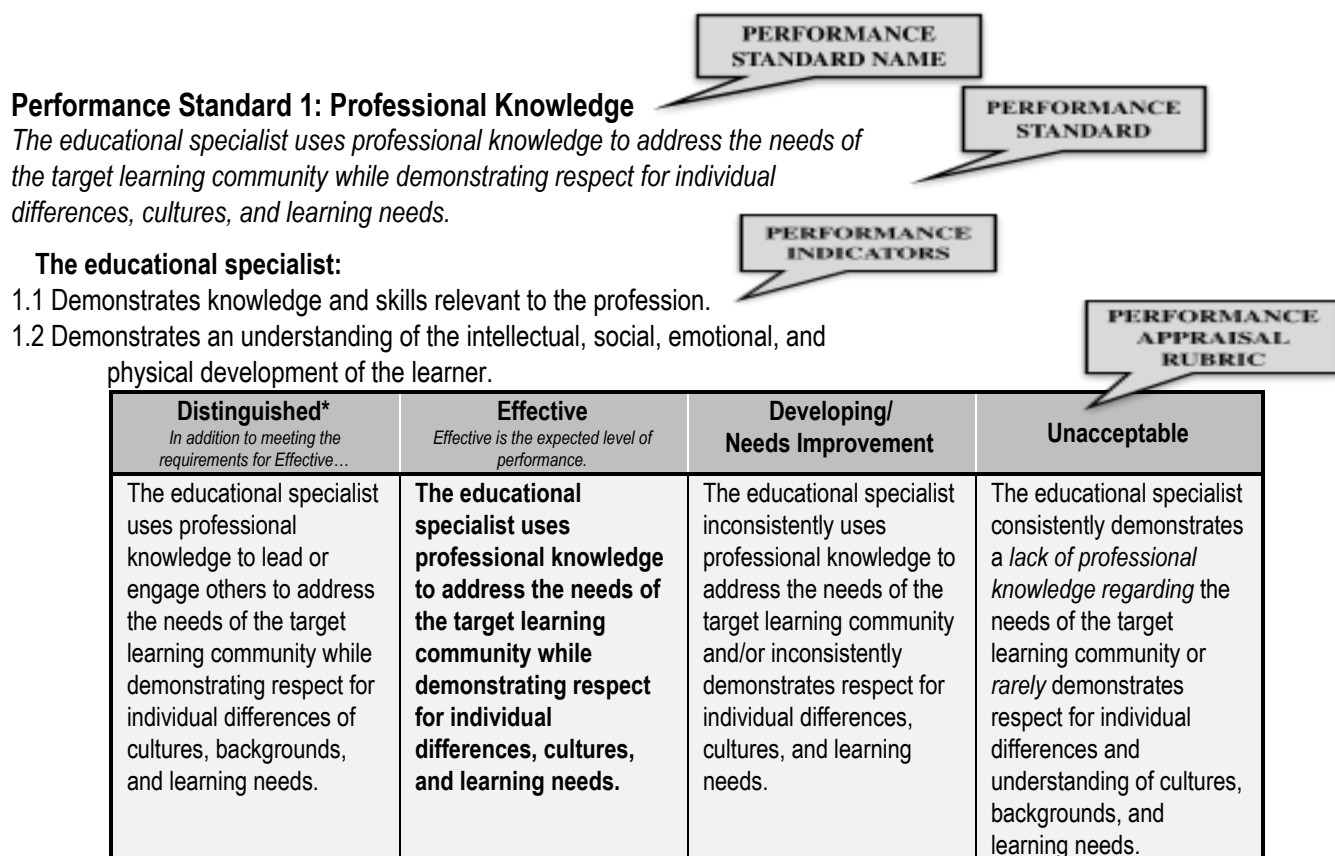 PERFORMANCE
STANDARD NAME
Performance Standard 1: Professional Knowledge
PERFORMANCE
STANDARD
The educational specialist uses professional knowledge to address the needs of
the target learning community while demonstrating respect for individual
differences, cultures, and learning needs.
PERFORMANCE
INDICATORS
The educational specialist:
1.1 Demonstrates knowledge and skills relevant to the profession.
1.2 Demonstrates an understanding of the intellectual, social, emotional, and
physical development of the learner.
PERFORMANCE
APPRAISAL
RUBRIC
Distinguished*
In addition to meeting the
requirements for Effective…
Effective
Effective is the expected level of
performance.
Developing/
Needs Improvement
Unacceptable
The educational specialist
uses professional
knowledge to lead or
engage others to address
the needs of the target
learning community while
demonstrating respect for
individual differences of
cultures, backgrounds,
and learning needs.
The educational
specialist uses
professional knowledge
to address the needs of
the target learning
community while
demonstrating respect
for individual
differences, cultures,
and learning needs.
The educational specialist
inconsistently uses
professional knowledge to
address the needs of the
target learning community
and/or inconsistently
demonstrates respect for
individual differences,
cultures, and learning
needs.
The educational specialist
consistently demonstrates
a lack of professional
knowledge regarding the
needs of the target
learning community or
rarely demonstrates
respect for individual
differences and
understanding of cultures,
backgrounds, and
learning needs.